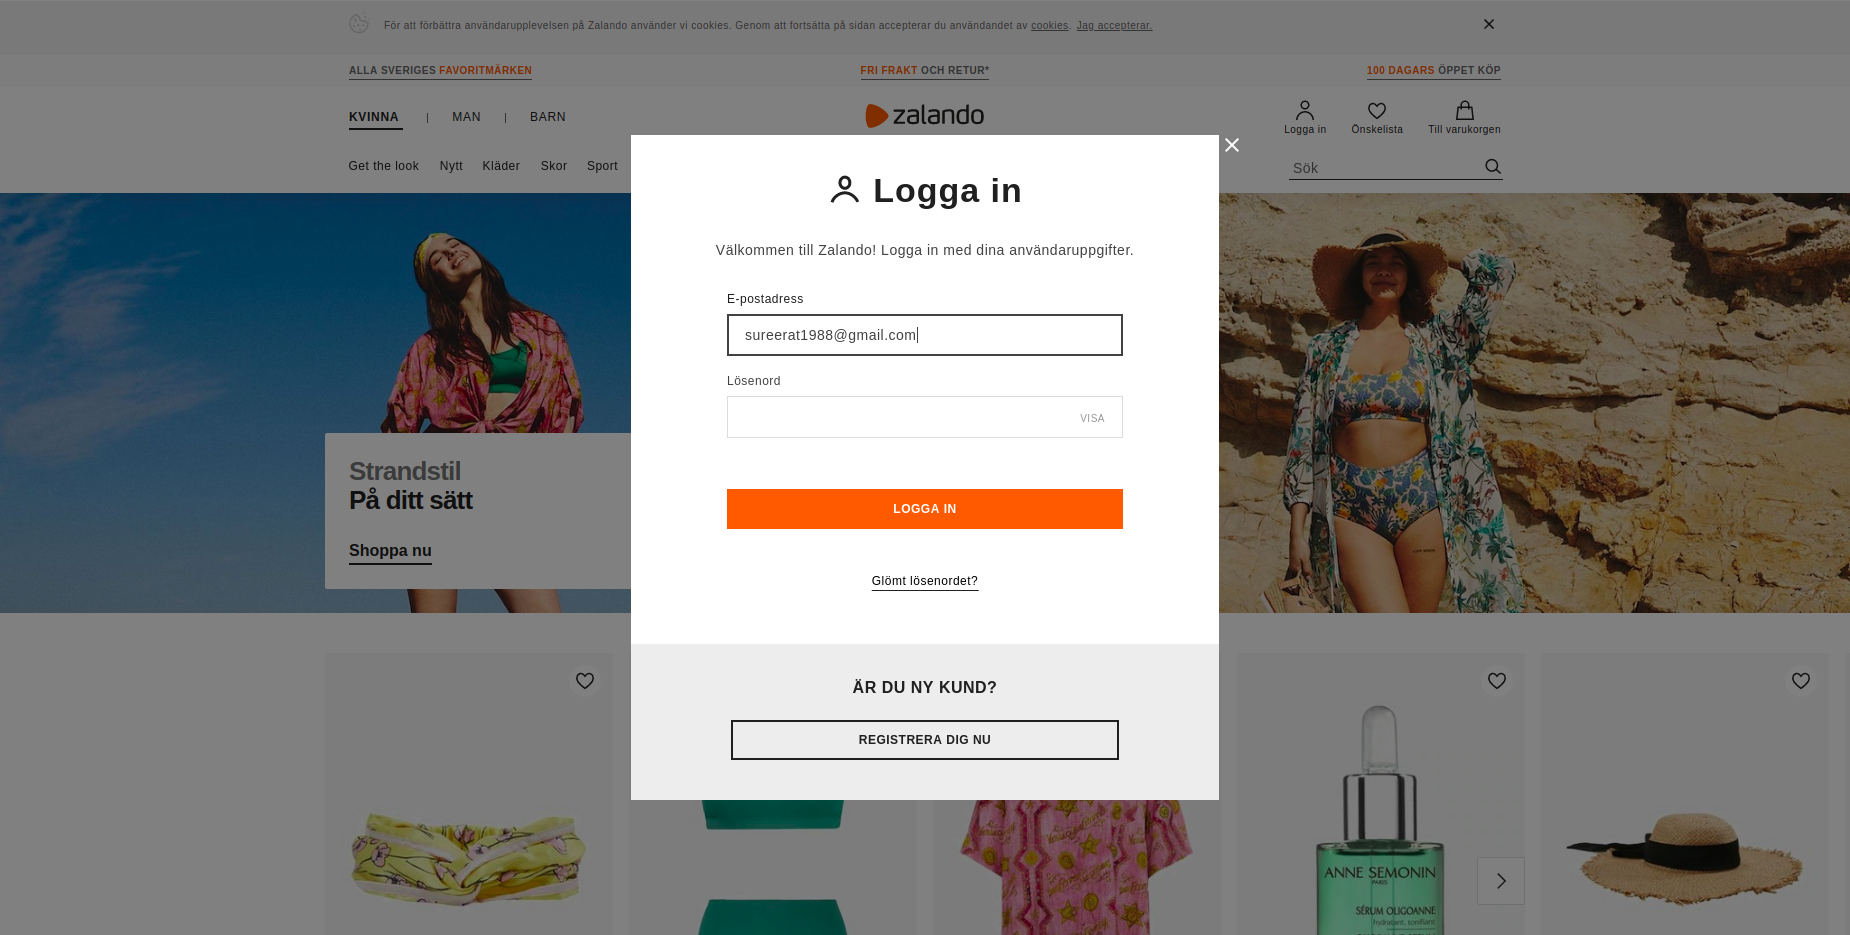 För att förbättra användarupplevelsen på Zalando använder vi cookies. Genom att fortsätta på sidan accepterar du användandet av cookies. Jag accepterar.
ALLA SVERIGES FAVORITMÄRKEN
FRI FRAKT OCH RETUR*
100 DAGARS ÖPPET KÖP
KVINNA | MAN | BARN
zalando
Logga in
Önskelista
Till varukorgen
Get the look Nytt Kläder Skor Sport
Sök
Logga in
Välkommen till Zalando! Logga in med dina användaruppgifter.
E-postadress
sureerat1988@gmail.com
Lösenord
VISA
LOGGA IN
Glömt lösenordet?
ÄR DU NY KUND?
REGISTRERA DIG NU
Strandstil
På ditt sätt
Shoppa nu
ANNE SEMONIN
PARIS
SÉRUM OLIGOANNE
hydratant, tonifiant